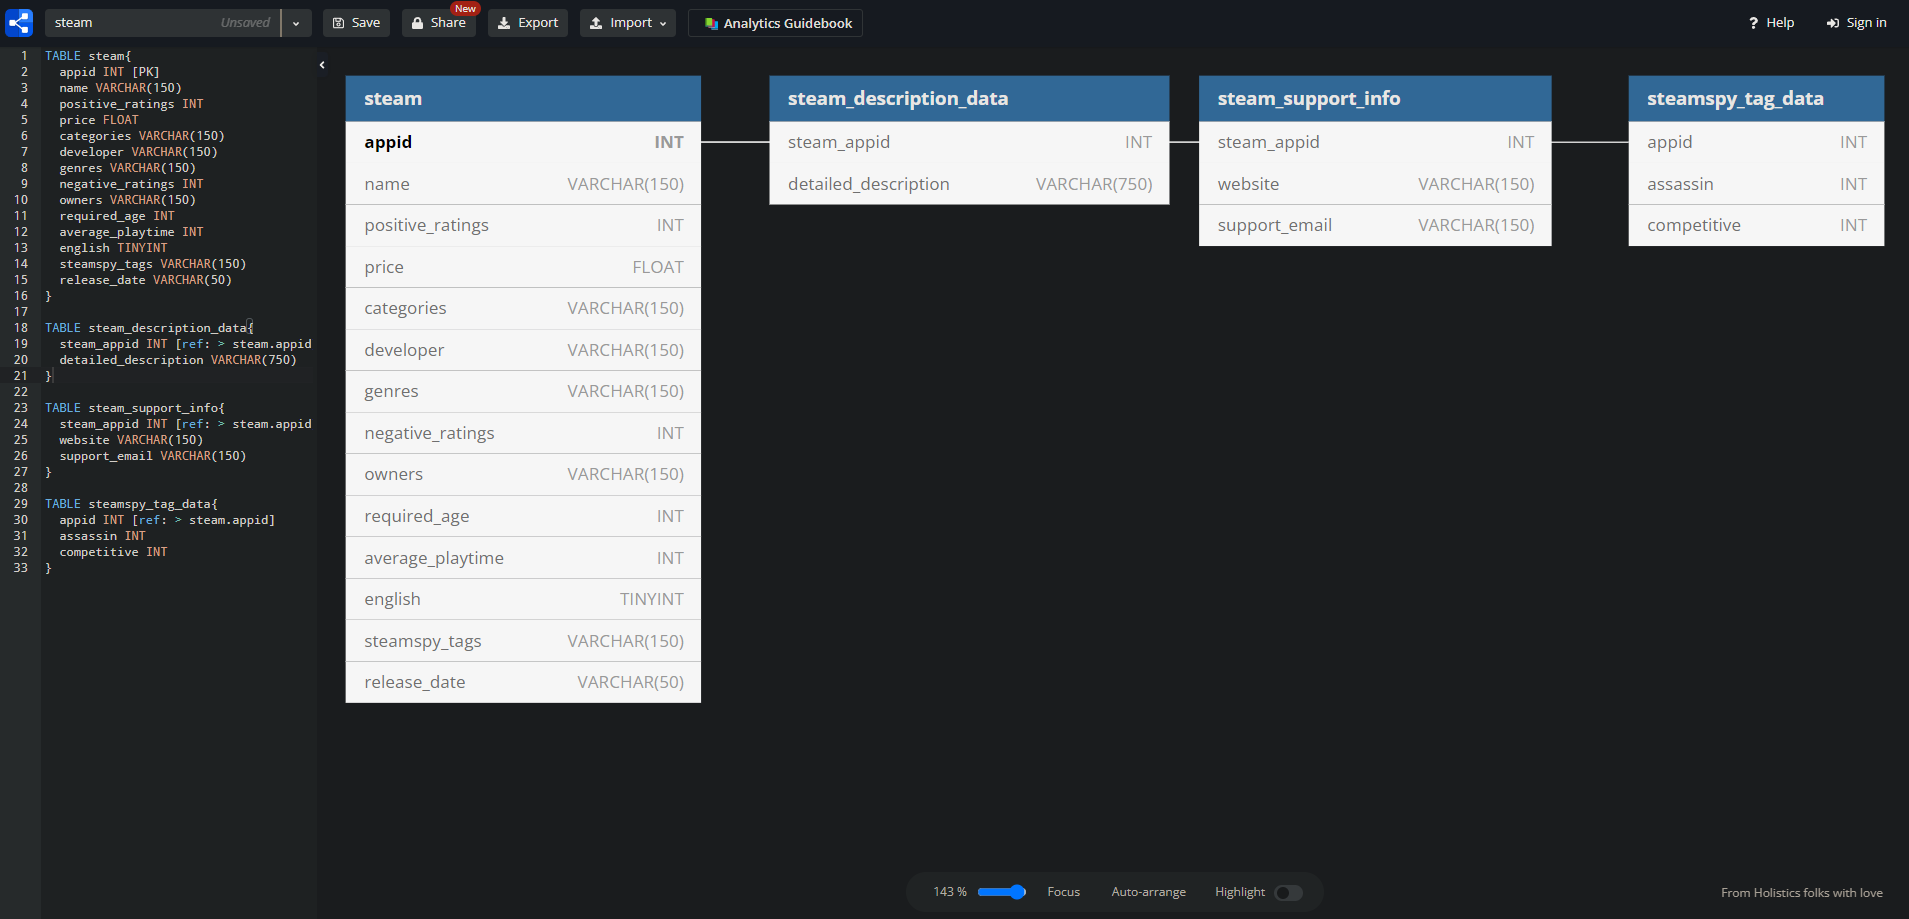 steam Unsaved Save Share New Export Import Analytics Guidebook ? Help Sign in
1 TABLE steam{
2 appid INT [PK]
3 name VARCHAR(150)
4 positive_ratings INT
5 price FLOAT
6 categories VARCHAR(150)
7 developer VARCHAR(150)
8 genres VARCHAR(150)
9 negative_ratings INT
10 owners VARCHAR(150)
11 required_age INT
12 average_playtime INT
13 english TINYINT
14 steamspy_tags VARCHAR(150)
15 release_date VARCHAR(50)
16 }
17
18 TABLE steam_description_data{
19 steam_appid INT [ref: > steam.appid
20 detailed_description VARCHAR(750)
21 }
22
23 TABLE steam_support_info{
24 steam_appid INT [ref: > steam.appid
25 website VARCHAR(150)
26 support_email VARCHAR(150)
27 }
28
29 TABLE steamspy_tag_data{
30 appid INT [ref: > steam.appid]
31 assassin INT
32 competitive INT
33 }
steam
appid INT
name VARCHAR(150)
positive_ratings INT
price FLOAT
categories VARCHAR(150)
developer VARCHAR(150)
genres VARCHAR(150)
negative_ratings INT
owners VARCHAR(150)
required_age INT
average_playtime INT
english TINYINT
steamspy_tags VARCHAR(150)
release_date VARCHAR(50)
steam_description_data
steam_appid INT
detailed_description VARCHAR(750)
steam_support_info
steam_appid INT
website VARCHAR(150)
support_email VARCHAR(150)
steamspy_tag_data
appid INT
assassin INT
competitive INT
143 % Focus Auto-arrange Highlight
From Holistics folks with love